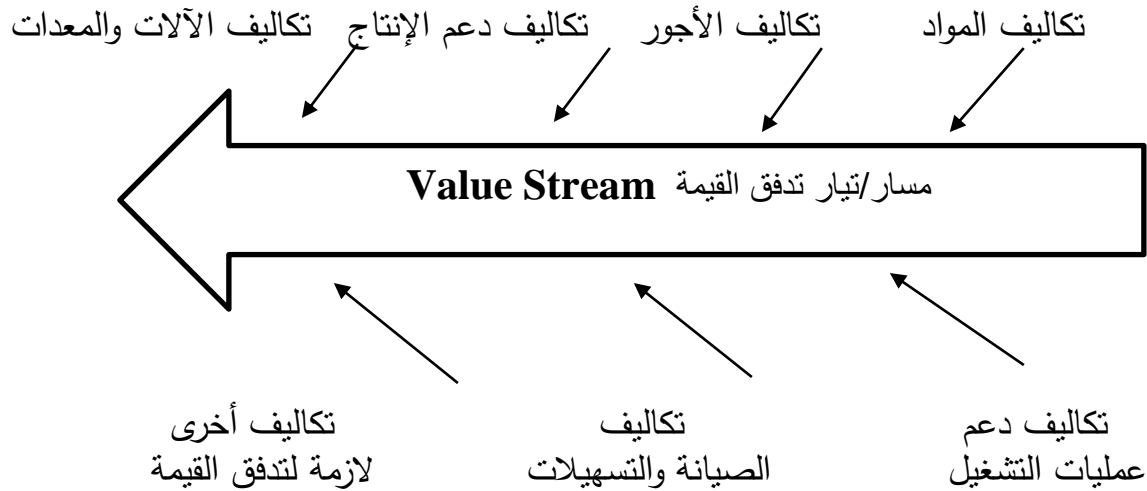 تكاليف المواد تكاليف الأجور تكاليف دعم الإنتاج تكاليف الآلات والمعدات
مسار/تيار تدفق القيمة Value Stream
تكاليف دعم
عمليات التشغيل
تكاليف
الصيانة والتسهيلات
تكاليف أخرى
لازمة لتدفق القيمة